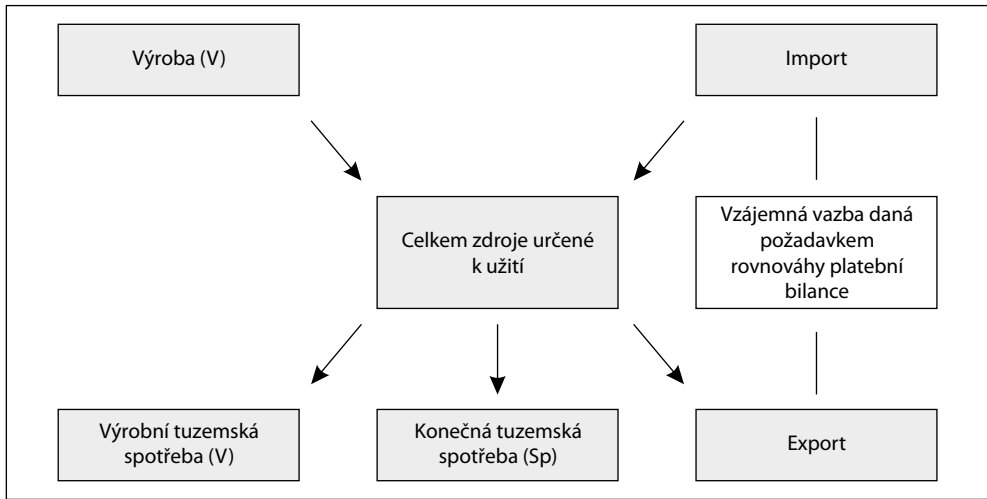 Výroba (V)
Import
Celkem zdroje určené
k užití
Vzájemná vazba daná
požadavkem
rovnováhy platební
bilance
Výrobní tuzemská
spotřeba (V)
Konečná tuzemská
spotřeba (Sp)
Export